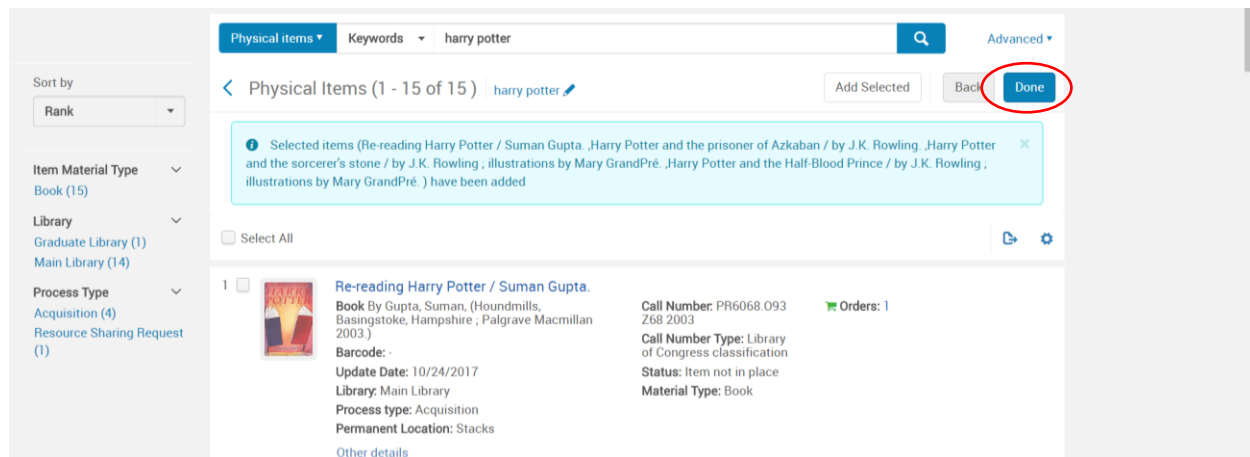 Physical items Keywords harry potter Advanced
Sort by
Rank
Physical Items (1 - 15 of 15 ) harry potter Add Selected Back Done
Selected items (Re-reading Harry Potter / Suman Gupta. ,Harry Potter and the prisoner of Azkaban / by J.K. Rowling. ,Harry Potter
and the sorcerer's stone / by J.K. Rowling ; illustrations by Mary GrandPré. ,Harry Potter and the Half-Blood Prince / by J.K. Rowling ;
illustrations by Mary GrandPré. ) have been added
Item Material Type
Book (15)
Library
Graduate Library (1)
Main Library (14)
Process Type
Acquisition (4)
Resource Sharing Request
(1)
Select All
1
HARRY
POTTER
Re-reading Harry Potter / Suman Gupta.
Book By Gupta, Suman, (Houndmills,
Basingstoke, Hampshire ; Palgrave Macmillan
2003.)
Barcode: -
Update Date: 10/24/2017
Library: Main Library
Process type: Acquisition
Permanent Location: Stacks
Other details
Call Number: PR6068.O93
Z68 2003
Call Number Type: Library
of Congress classification
Status: Item not in place
Material Type: Book
Orders: 1